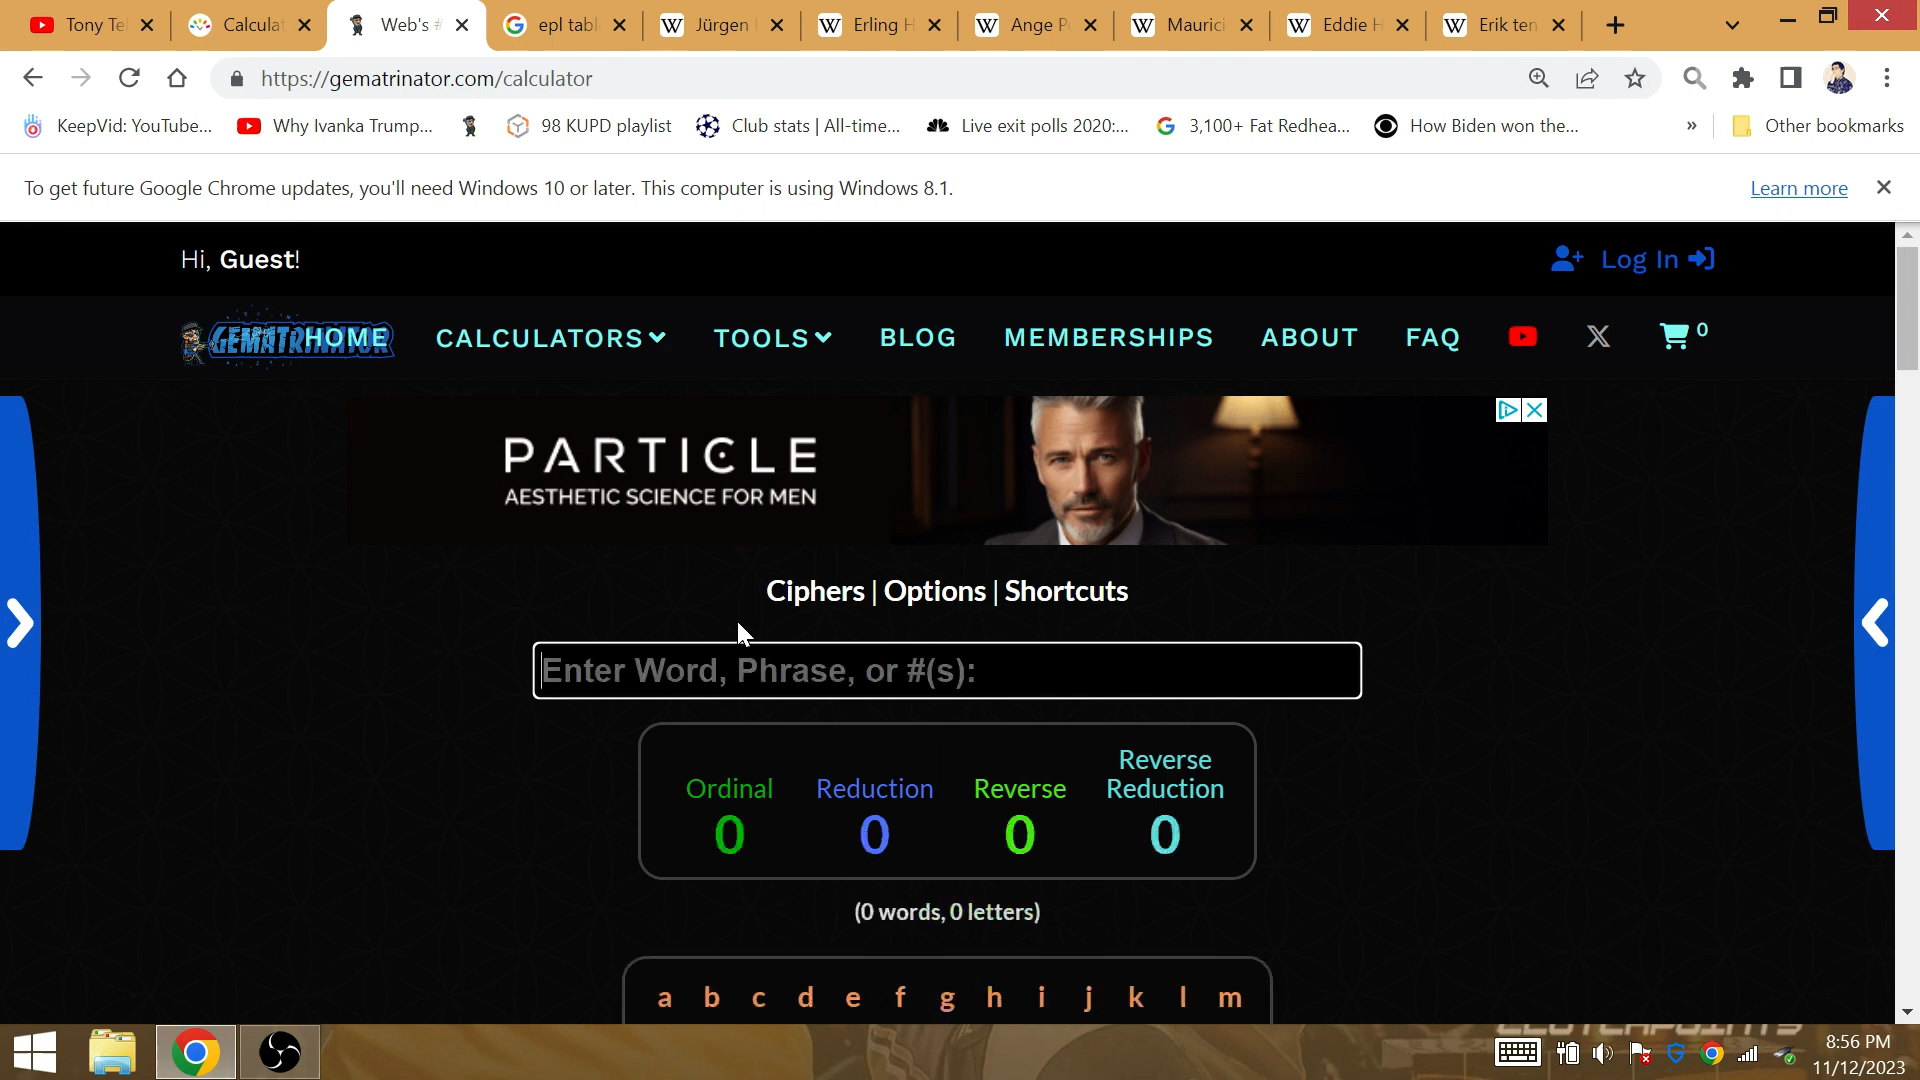 Tony Te
Calculat
Web's #
epl tabl
Jürgen
Erling H
Ange P
Maurici
Eddie H
Erik ten
https://gematrinator.com/calculator
KeepVid: YouTube...
Why Ivanka Trump...
98 KUPD playlist
Club stats | All-time...
Live exit polls 2020:...
3,100+ Fat Redhea...
How Biden won the...
»
Other bookmarks
To get future Google Chrome updates, you'll need Windows 10 or later. This computer is using Windows 8.1.
Learn more
Hi, Guest!
Log In
GEMATRINATOR
HOME
CALCULATORS
TOOLS
BLOG
MEMBERSHIPS
ABOUT
FAQ
0
PARTICLE
AESTHETIC SCIENCE FOR MEN
Ciphers | Options | Shortcuts
Enter Word, Phrase, or #(s):
Ordinal
0
Reduction
0
Reverse
0
Reverse
Reduction
0
(0 words, 0 letters)
a b c d e f g h i j k l m
8:56 PM
11/12/2023